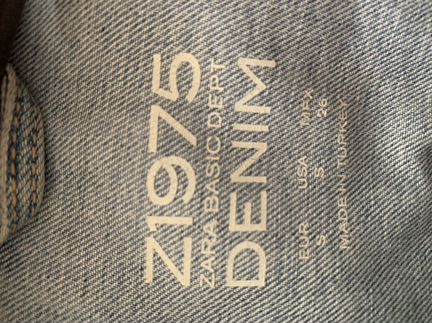 Z1975
ZARA BASIC DEPT
DENIM
EUR USA MEX
S S 26
MADE IN TURKEY